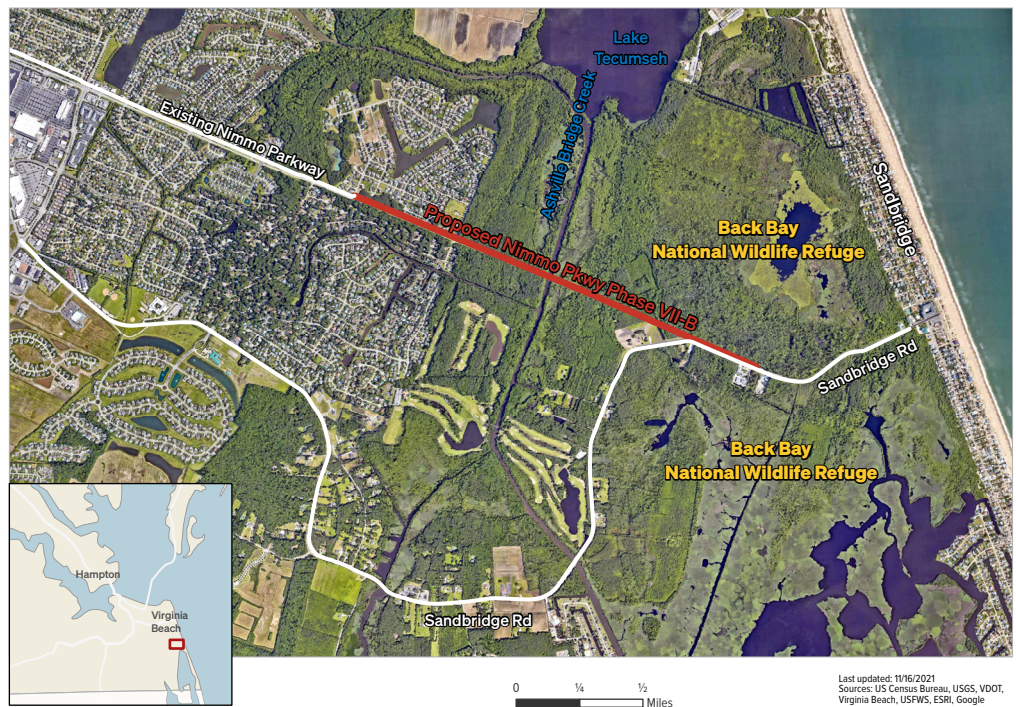 Lake
Tecumseh
Ashville Bridge Creek
Existing Nimmo Parkway
Sandbridge
Proposed Nimmo Pkwy Phase VII-B
Back Bay
National Wildlife Refuge
Sandbridge Rd
Back Bay
National Wildlife Refuge
Hampton
Virginia
Beach
Sandbridge Rd
0 ¼ ½
Miles
Last updated: 11/16/2021
Sources: US Census Bureau, USGS, VDOT,
Virginia Beach, USFWS, ESRI, Google